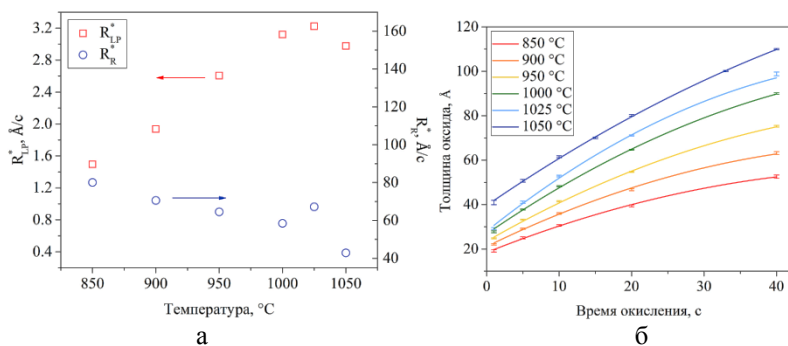 R*LP
R*R
3.2
2.8
2.4
2.0
1.6
1.2
0.8
0.4
R*LP, Å/с
160
140
120
100
80
60
40
R*R, Å/с
850 900 950 1000 1050
Температура, °C
а
850 °C
900 °C
950 °C
1000 °C
1025 °C
1050 °C
120
100
80
60
40
20
Толщина оксида, Å
0 10 20 30 40
Время окисления, с
б